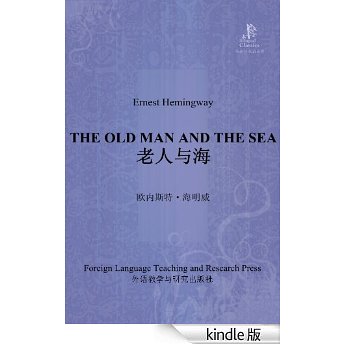 Classics
Ernest Hemingway
THE OLD MAN AND THE SEA
老人与海
欧内斯特·海明威
Foreign Language Teaching and Research Press
外语教学与研究出版社
kindle版